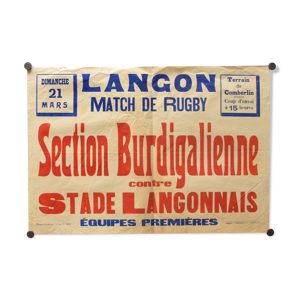 DIMANCHE
21
MARS
LANGON
MATCH DE RUGBY
Terrain
de
Comberlin
Coup d'envoi
à 15 heures
Section Burdigalienne
contre
STADE LANGONNAIS
ÉQUIPES PREMIÈRES